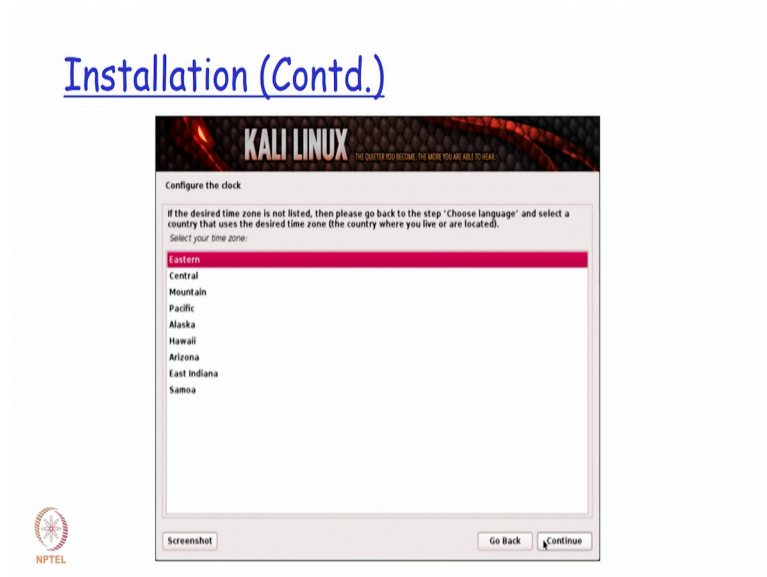 Installation (Contd.)
KALI LINUX THE QUIETER YOU BECOME, THE MORE YOU ARE ABLE TO HEAR.
Configure the clock
If the desired time zone is not listed, then please go back to the step "Choose language" and select a
country that uses the desired time zone (the country where you live or are located).
Select your time zone:
Eastern
Central
Mountain
Pacific
Alaska
Hawaii
Arizona
East Indiana
Samoa
Screenshot Go Back Continue
NPTEL